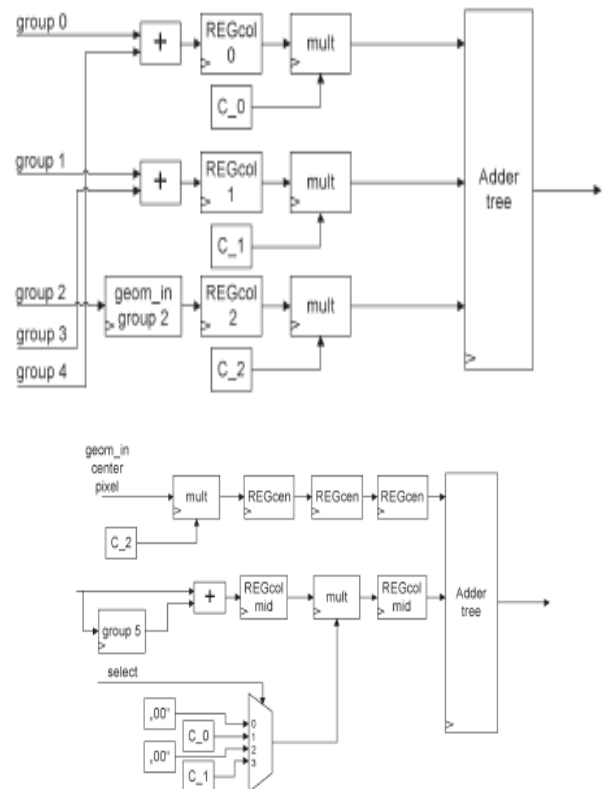 group 0
+
REGcol
0
mult
C_0
group 1
+
REGcol
1
mult
Adder
tree
C_1
group 2
geom_in
group 2
REGcol
2
mult
group 3
group 4
C_2
geom_in
center
pixel
mult
REGcen
REGcen
REGcen
C_2
+
REGcol
mid
mult
REGcol
mid
Adder
tree
group 5
select
„00"
0
C_0
1
„00"
2
3
C_1